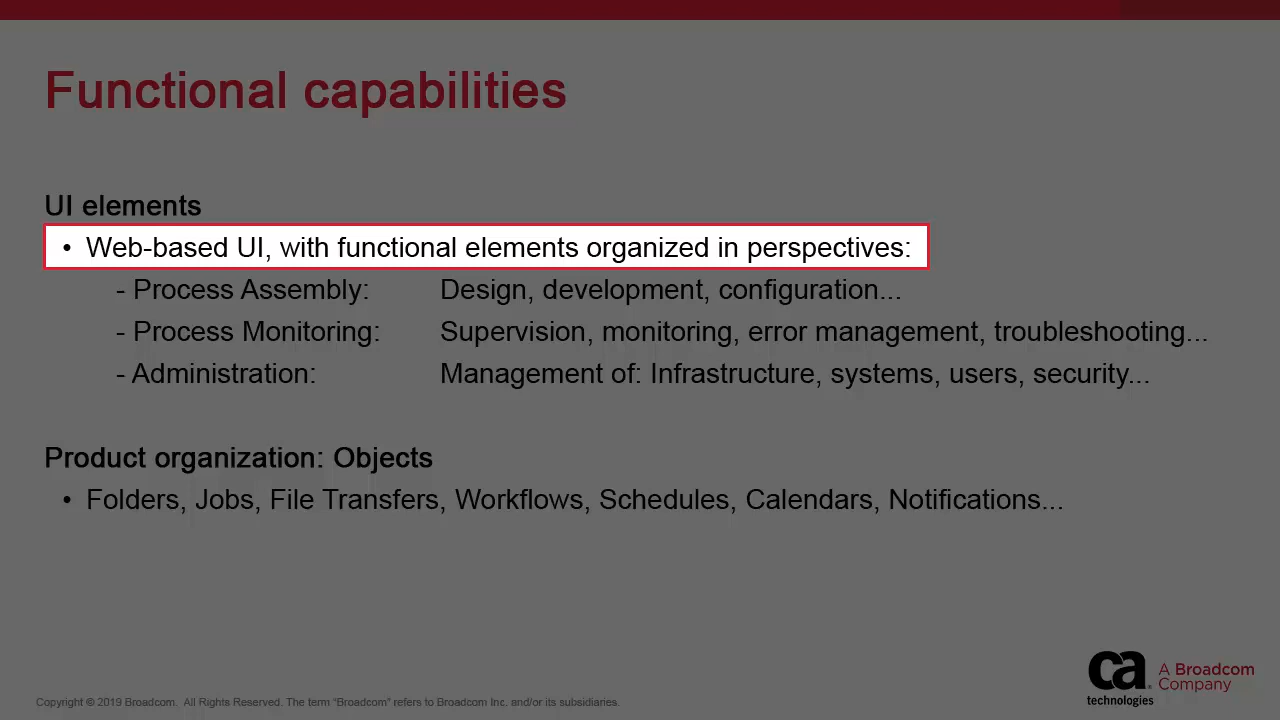 Functional capabilities
UI elements
• Web-based UI, with functional elements organized in perspectives:
- Process Assembly: Design, development, configuration...
- Process Monitoring: Supervision, monitoring, error management, troubleshooting...
- Administration: Management of: Infrastructure, systems, users, security...
Product organization: Objects
• Folders, Jobs, File Transfers, Workflows, Schedules, Calendars, Notifications...
ca
technologies
A Broadcom
Company
Copyright © 2019 Broadcom. All Rights Reserved. The term “Broadcom” refers to Broadcom Inc. and/or its subsidiaries.